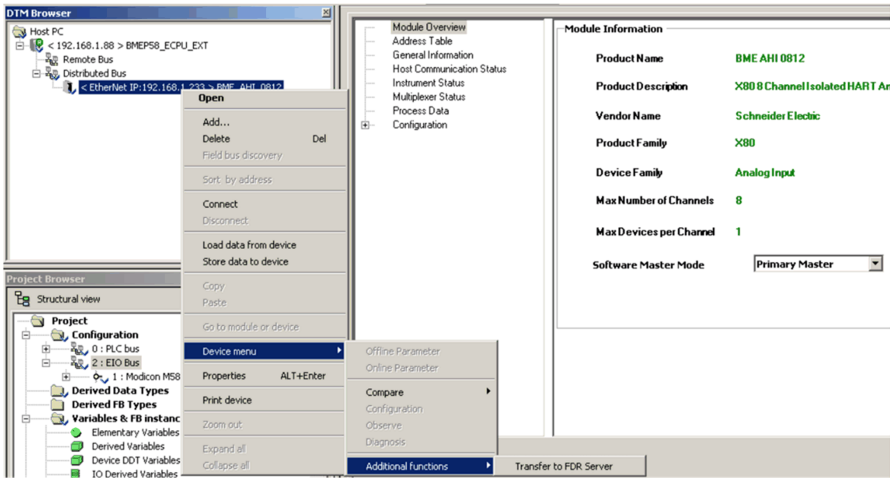 DTM Browser
Host PC
< 192.168.1.88 > BMEP58_ECPU_EXT
Remote Bus
Distributed Bus
< EtherNet IP:192.168.1.233 > BME_AHI_0812
Open
Add...
Delete Del
Field bus discovery
Sort by address
Connect
Disconnect
Load data from device
Store data to device
Copy
Paste
Go to module or device
Device menu
Properties ALT+Enter
Print device
Zoom out
Expand all
Collapse all
Offline Parameter
Online Parameter
Compare
Configuration
Observe
Diagnosis
Additional functions
Transfer to FDR Server
Project Browser
Structural view
Project
Configuration
0 : PLC bus
2 : EIO Bus
1 : Modicon M58
Derived Data Types
Derived FB Types
Variables & FB instanc
Elementary Variables
Derived Variables
Device DDT Variables
IO Derived Variables
Module Overview
Address Table
General Information
Host Communication Status
Instrument Status
Multiplexer Status
Process Data
Configuration
Module Information
Product Name BME AHI 0812
Product Description X80 8 Channel Isolated HART An
Vendor Name Schneider Electric
Product Family X80
Device Family Analog Input
Max Number of Channels 8
Max Devices per Channel 1
Software Master Mode Primary Master